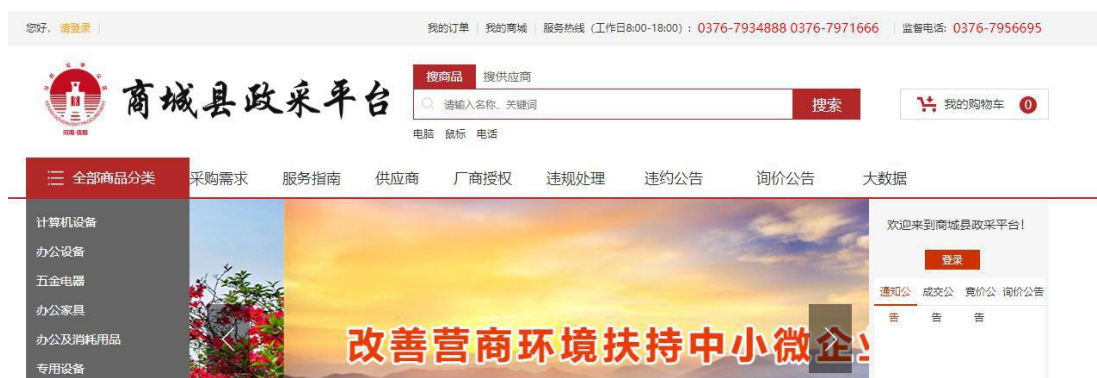 您好，请登录
我的订单 我的商城 服务热线（工作日8:00-18:00）：0376-7934888 0376-7971666 监督电话：0376-7956695
河南 信阳
商城县政采平台
搜商品 搜供应商
请输入名称、关键词 搜索
我的购物车 0
电脑 鼠标 电话
全部商品分类 采购需求 服务指南 供应商 厂商授权 违规处理 违约公告 询价公告 大数据
计算机设备
办公设备
五金电器
办公家具
办公及消耗用品
专用设备
改善营商环境扶持中小微企业
欢迎来到商城县政采平台！
登录
通知公告 成交公告 竞价公告 询价公告